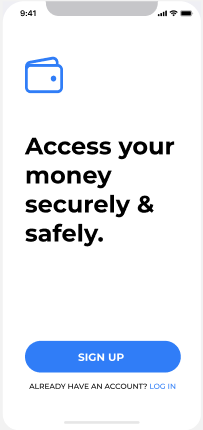 9:41
Access your
money
securely &
safely.
SIGN UP
ALREADY HAVE AN ACCOUNT? LOG IN